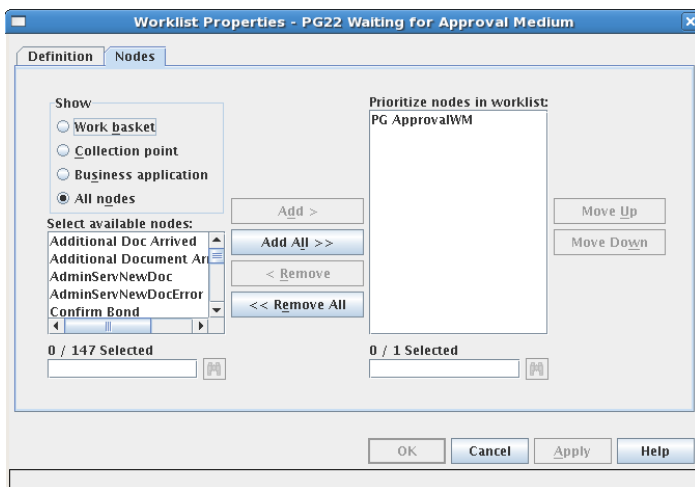 Worklist Properties - PG22 Waiting for Approval Medium
Definition
Nodes
Show
Work basket
Collection point
Business application
All nodes
Select available nodes:
Additional Doc Arrived
Additional Document
AdminServNewDoc
AdminServNewDocError
Confirm Bond
0 / 147 Selected
Add >
Add All >>
< Remove
<< Remove All
Prioritize nodes in worklist:
PG ApprovalWM
0 / 1 Selected
Move Up
Move Down
OK
Cancel
Apply
Help